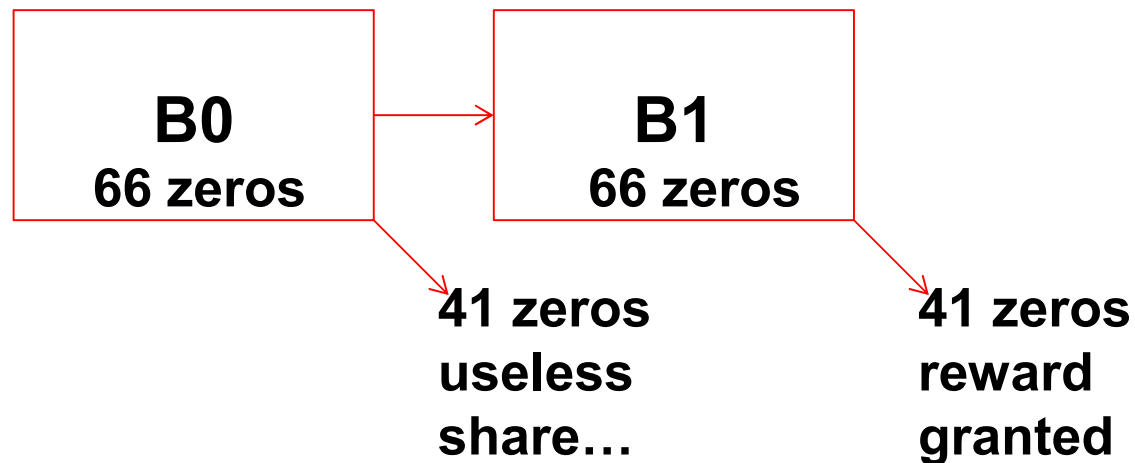 B0
66 zeros
B1
66 zeros
41 zeros
useless
share…
41 zeros
reward
granted